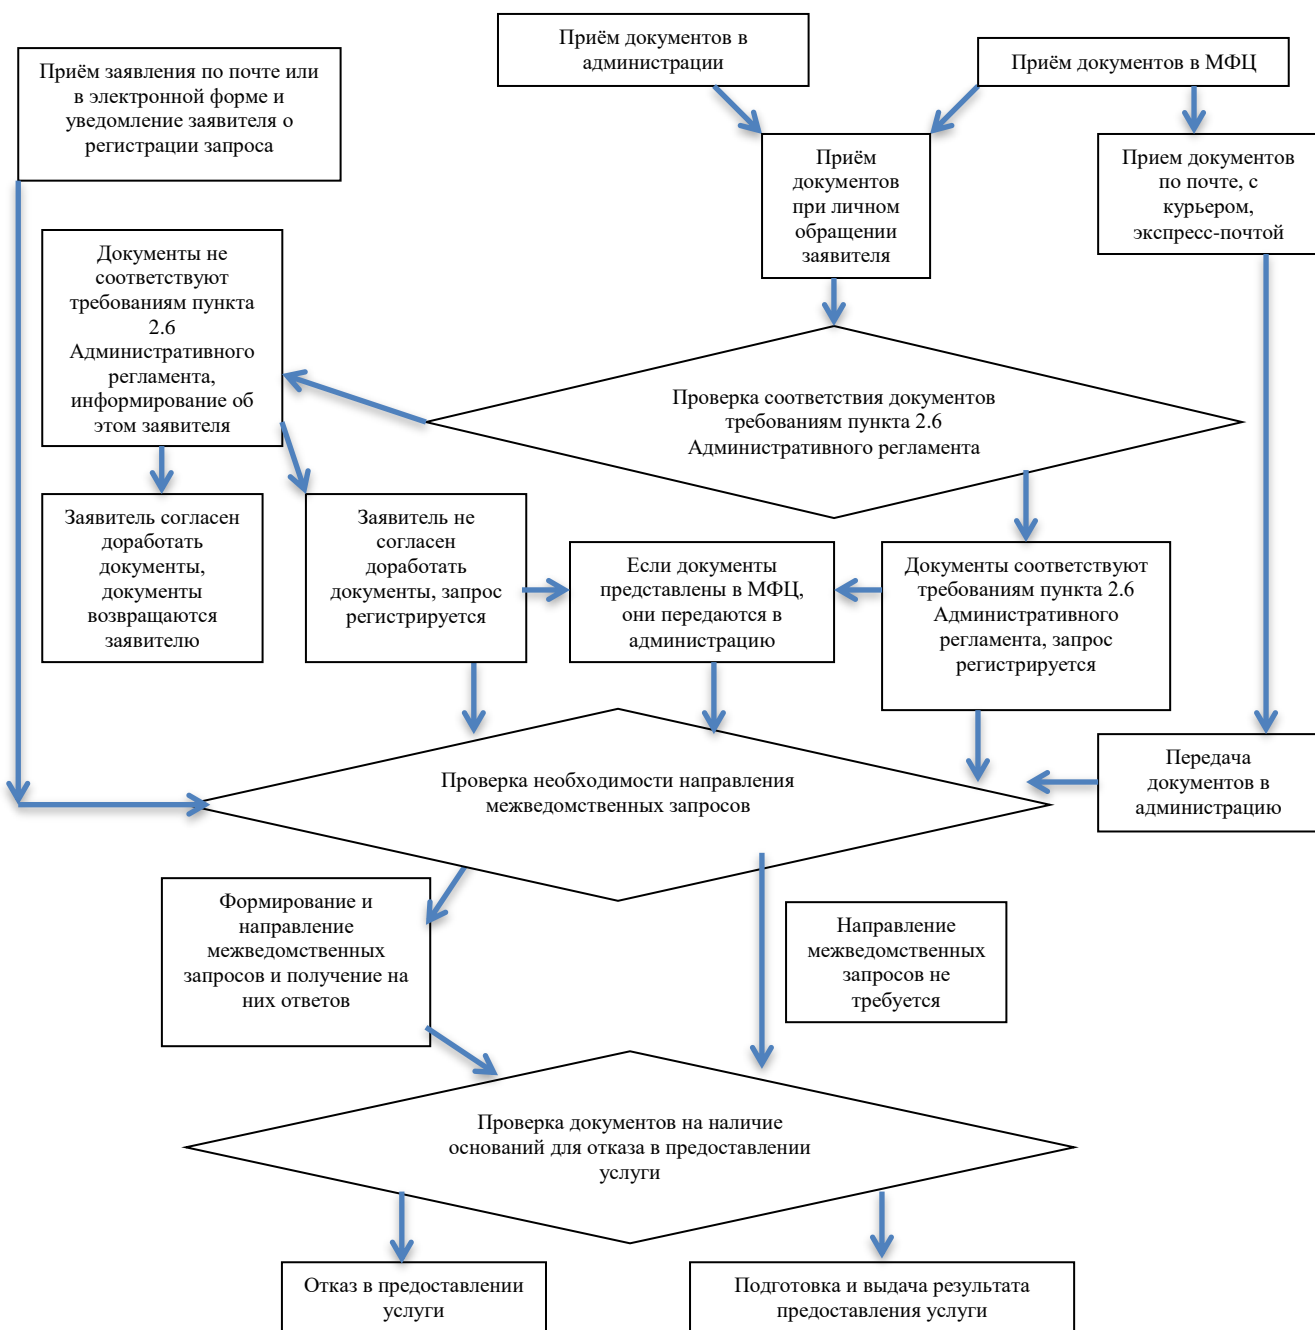 Приём документов в
администрации
Приём документов в МФЦ
Приём заявления по почте или
в электронной форме и
уведомление заявителя о
регистрации запроса
Приём
документов
при личном
обращении
заявителя
Прием документов
по почте, с
курьером,
экспресс-почтой
Документы не
соответствуют
требованиям пункта
2.6
Административного
регламента,
информирование об
этом заявителя
Проверка соответствия документов
требованиям пункта 2.6
Административного регламента
Заявитель согласен
доработать
документы,
документы
возвращаются
заявителю
Заявитель не
согласен
доработать
документы, запрос
регистрируется
Если документы
представлены в МФЦ,
они передаются в
администрацию
Документы соответствуют
требованиям пункта 2.6
Административного
регламента, запрос
регистрируется
Передача
документов в
администрацию
Проверка необходимости направления
межведомственных запросов
Формирование и
направление
межведомственных
запросов и получение на
них ответов
Направление
межведомственных
запросов не
требуется
Проверка документов на наличие
оснований для отказа в предоставлении
услуги
Отказ в предоставлении
услуги
Подготовка и выдача результата
предоставления услуги